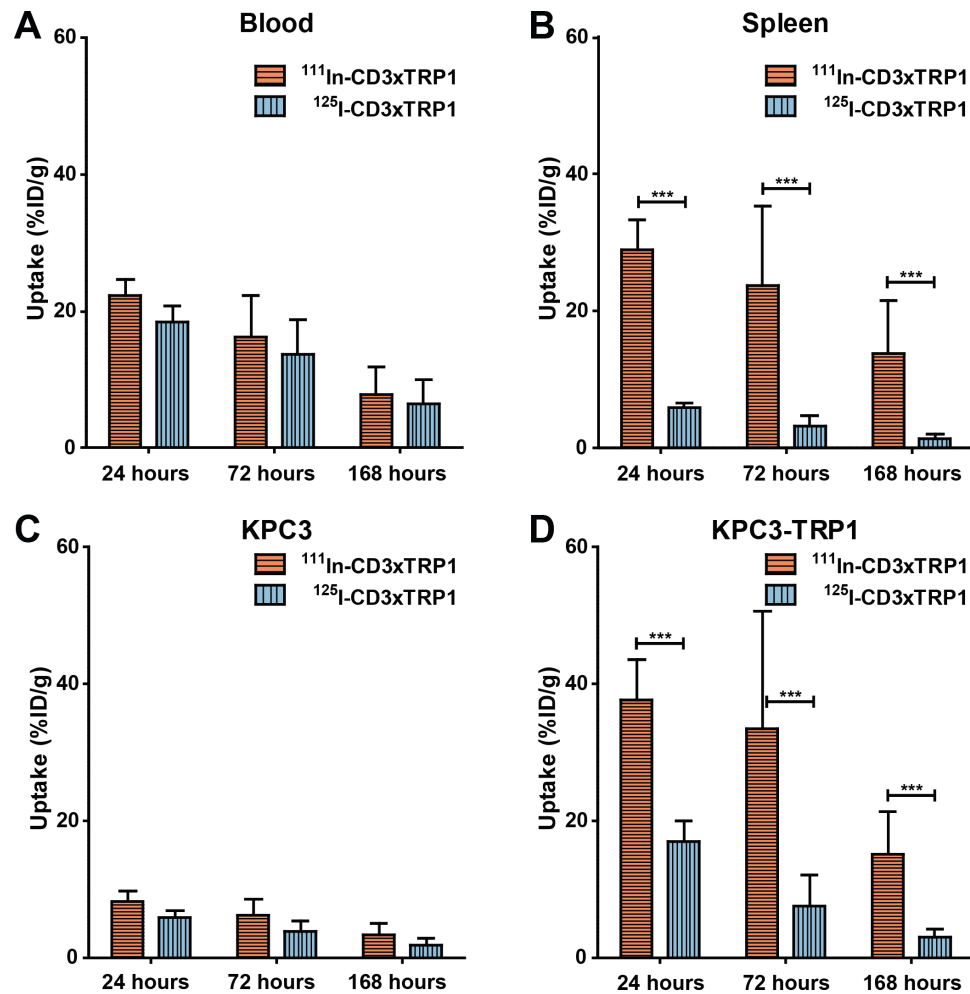 A
Blood
60
40
20
0
Uptake (%ID/g)
¹¹¹In-CD3xTRP1
¹²⁵I-CD3xTRP1
24 hours
72 hours
168 hours
B
Spleen
60
40
20
0
Uptake (%ID/g)
¹¹¹In-CD3xTRP1
¹²⁵I-CD3xTRP1
***
***
***
24 hours
72 hours
168 hours
C
KPC3
60
40
20
0
Uptake (%ID/g)
¹¹¹In-CD3xTRP1
¹²⁵I-CD3xTRP1
24 hours
72 hours
168 hours
D
KPC3-TRP1
60
40
20
0
Uptake (%ID/g)
¹¹¹In-CD3xTRP1
¹²⁵I-CD3xTRP1
***
***
***
24 hours
72 hours
168 hours